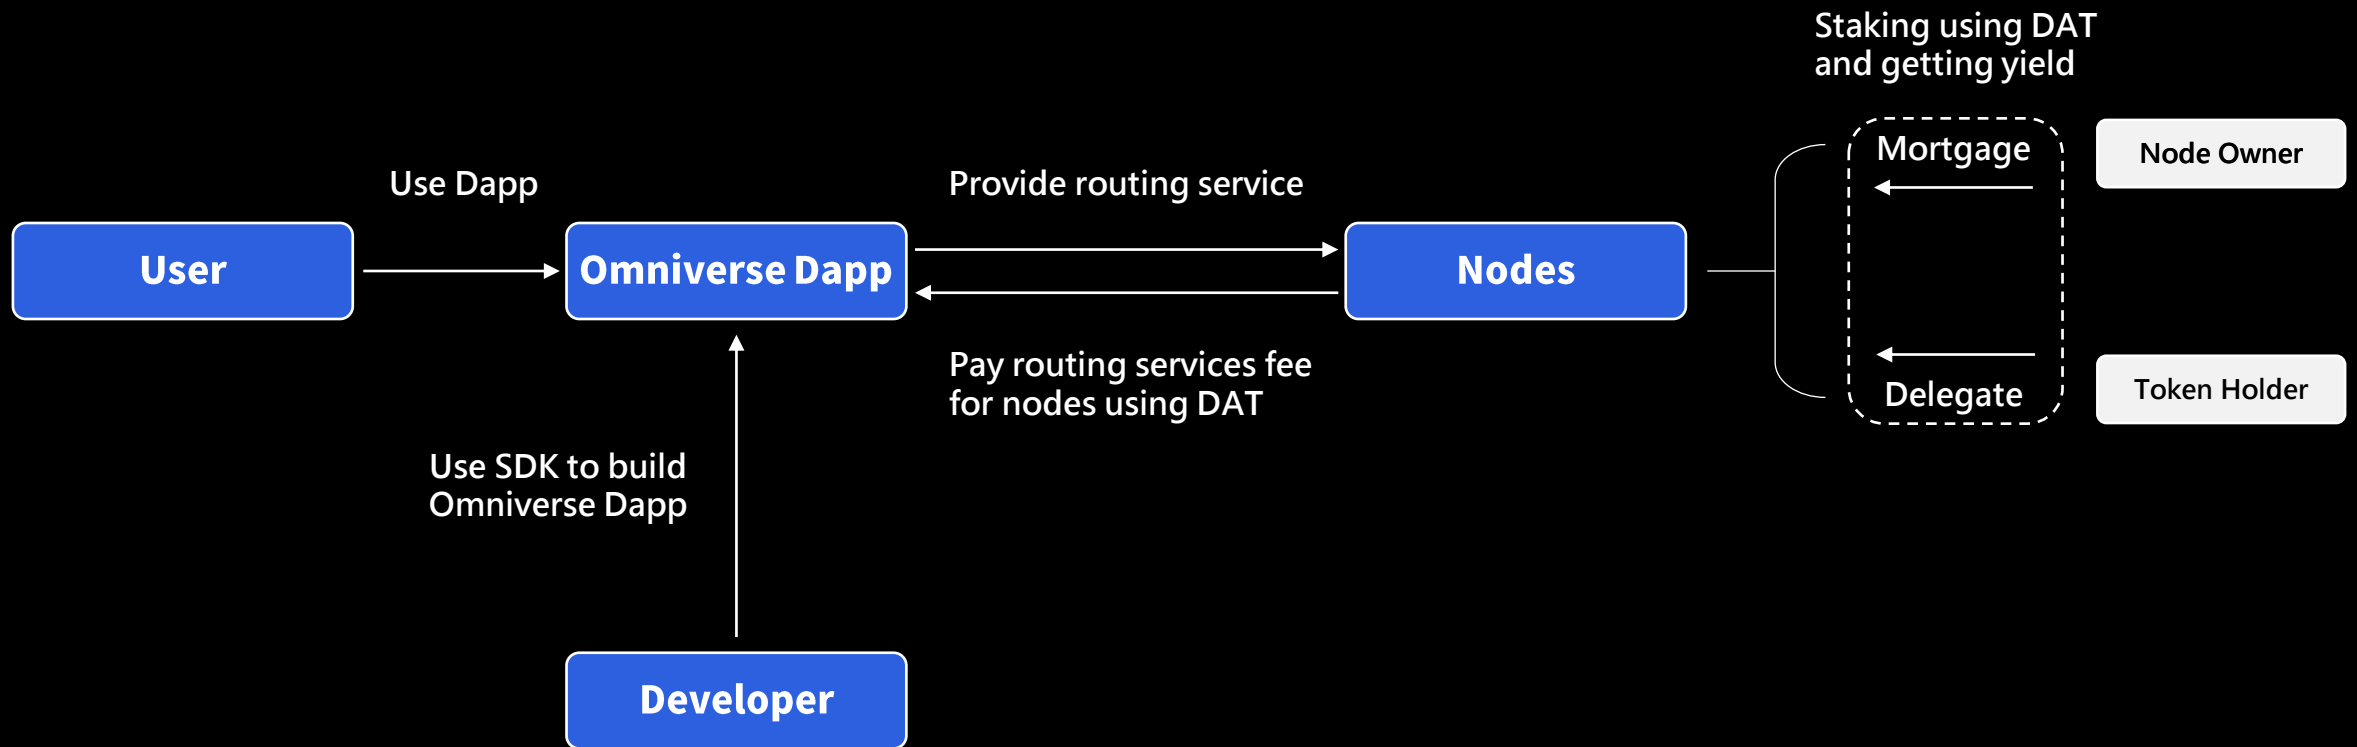 Staking using DAT
and getting yield
Mortgage
Node Owner
Use Dapp
Provide routing service
User
Omniverse Dapp
Nodes
Pay routing services fee
for nodes using DAT
Delegate
Token Holder
Use SDK to build
Omniverse Dapp
Developer